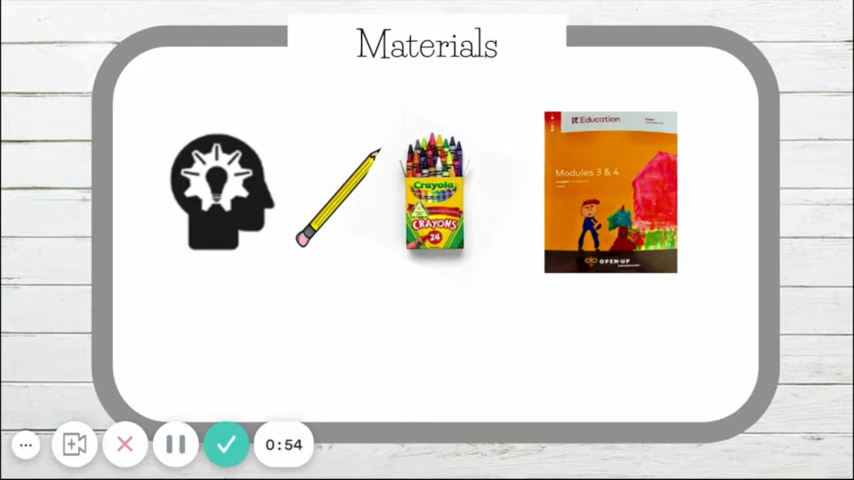 Materials
Education
Modules 3 & 4
Crayola
CRAYONS
24
OPEN-UP
0:54